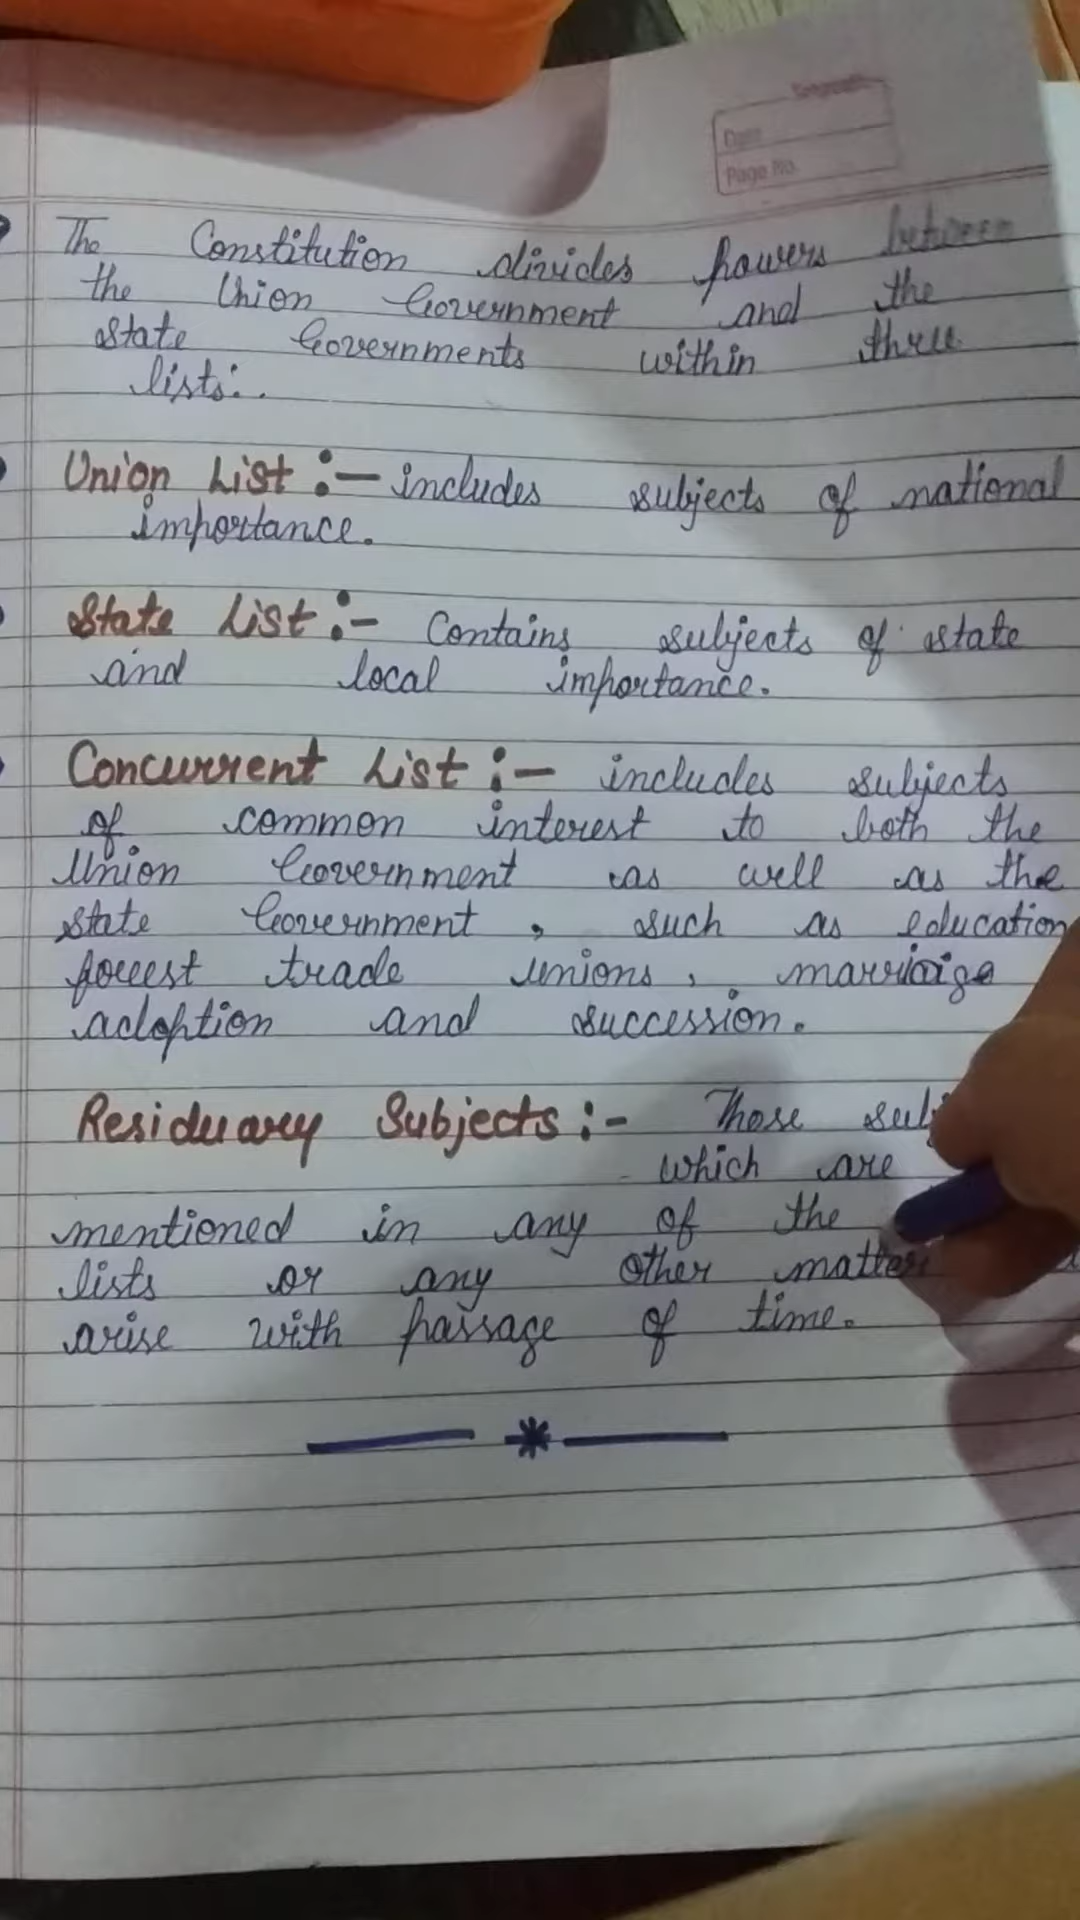 Date
Page No.
The Constitution divides powers between
the Union Government and the
state Governments within three
lists:.
Union List :- includes subjects of national
importance.
State List :- Contains subjects of state
and local importance.
Concurrent List :- includes subjects
of common interest to both the
Union Government as well as the
state Government, such as education
forest trade unions, marriage
adoption and succession.
Residuary Subjects :- Those
which are
mentioned in any of the
lists or any other matter
arise with passage of time.